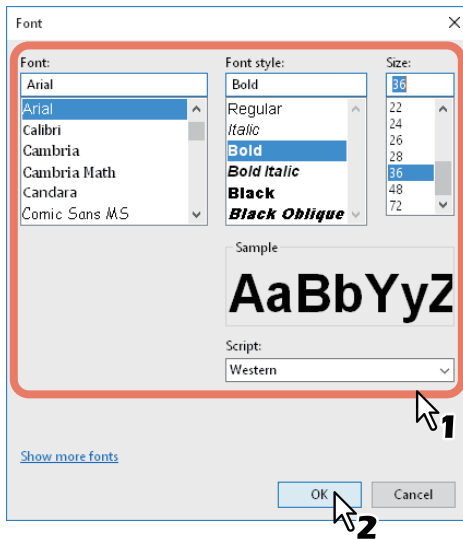 Font
Font:
Arial
Arial
Calibri
Cambria
Cambria Math
Candara
Comic Sans MS
Font style:
Bold
Regular
Italic
Bold
Bold Italic
Black
Black Oblique
Size:
36
22
24
26
28
36
48
72
Sample
AaBbYyZ
Script:
Western
1
Show more fonts
OK
Cancel
2